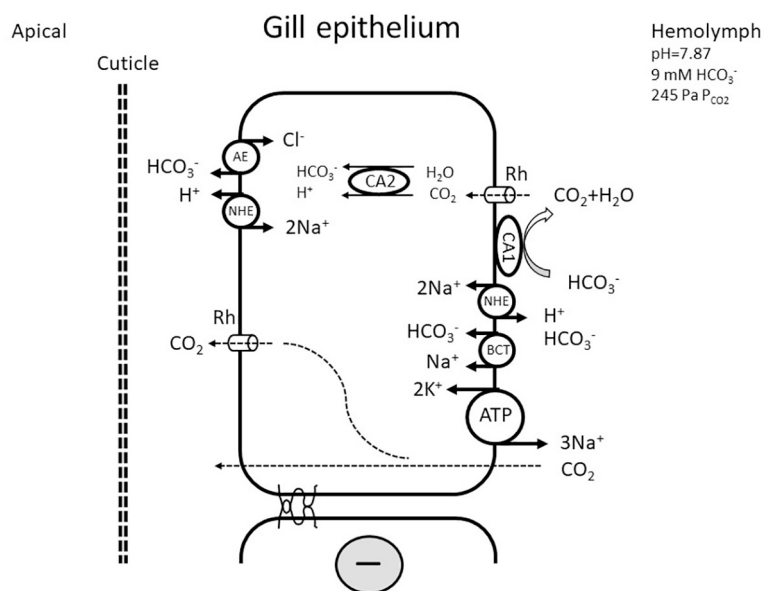 Apical
Gill epithelium
Hemolymph
pH=7.87
9 mM HCO₃⁻
245 Pa P_CO2
Cuticle
Cl⁻
AE
HCO₃⁻
H⁺
NHE
2Na⁺
HCO₃⁻
H₂O
CA2
H⁺
CO₂
Rh
CO₂+H₂O
CA1
HCO₃⁻
2Na⁺
NHE
H⁺
HCO₃⁻
HCO₃⁻
BCT
Na⁺
Rh
CO₂
2K⁺
ATP
3Na⁺
CO₂
−